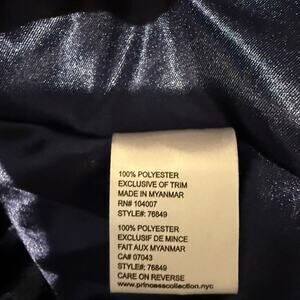 100% POLYESTER
EXCLUSIVE OF TRIM
MADE IN MYANMAR
RN# 104007
STYLE#: 76849
100% POLYESTER
EXCLUSIF DE MINCE
FAIT AUX MYANMAR
CA# 07043
STYLE#: 76849
CARE ON REVERSE
www.princesscollection.nyc